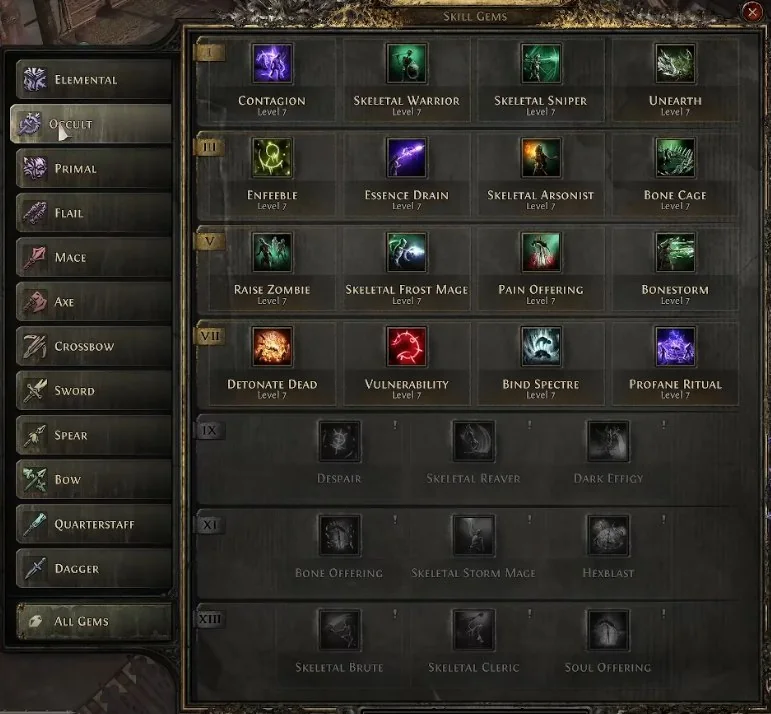 SKILL GEMS
ELEMENTAL
OCCULT
PRIMAL
FLAIL
MACE
AXE
CROSSBOW
SWORD
SPEAR
BOW
QUARTERSTAFF
DAGGER
ALL GEMS
I
CONTAGION
Level 7
SKELETAL WARRIOR
Level 7
SKELETAL SNIPER
Level 7
UNEARTH
Level 7
III
ENFEEBLE
Level 7
ESSENCE DRAIN
Level 7
SKELETAL ARSONIST
Level 7
BONE CAGE
Level 7
V
RAISE ZOMBIE
Level 7
SKELETAL FROST MAGE
Level 7
PAIN OFFERING
Level 7
BONESTORM
Level 7
VII
DETONATE DEAD
Level 7
VULNERABILITY
Level 7
BIND SPECTRE
Level 7
PROFANE RITUAL
Level 7
IX
!
!
!
DESPAIR
SKELETAL REAVER
DARK EFFIGY
XI
!
!
!
BONE OFFERING
SKELETAL STORM MAGE
HEXBLAST
XIII
!
!
!
SKELETAL BRUTE
SKELETAL CLERIC
SOUL OFFERING